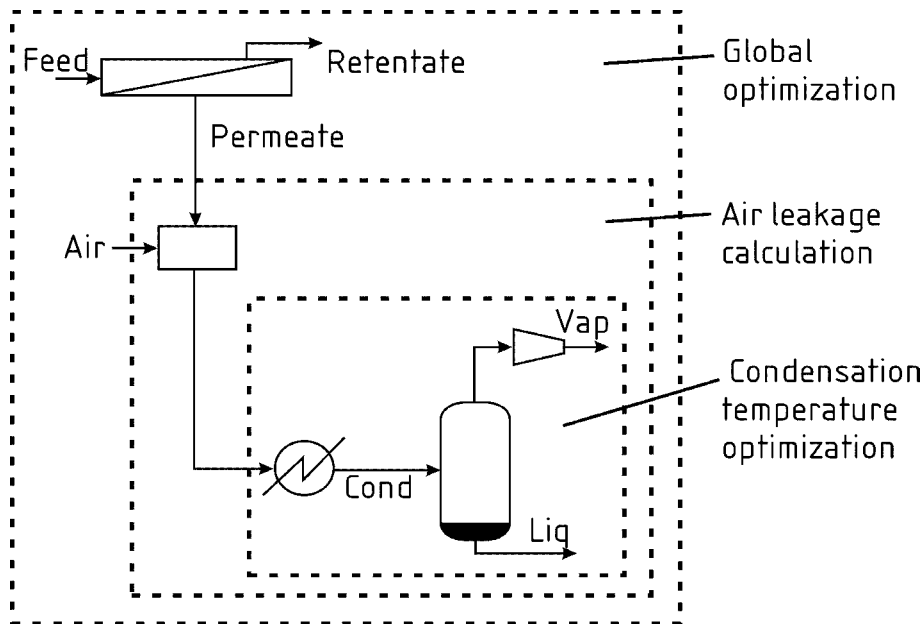 Feed
Retentate
Global
optimization
Permeate
Air leakage
calculation
Air
Vap
Condensation
temperature
optimization
Cond
Liq